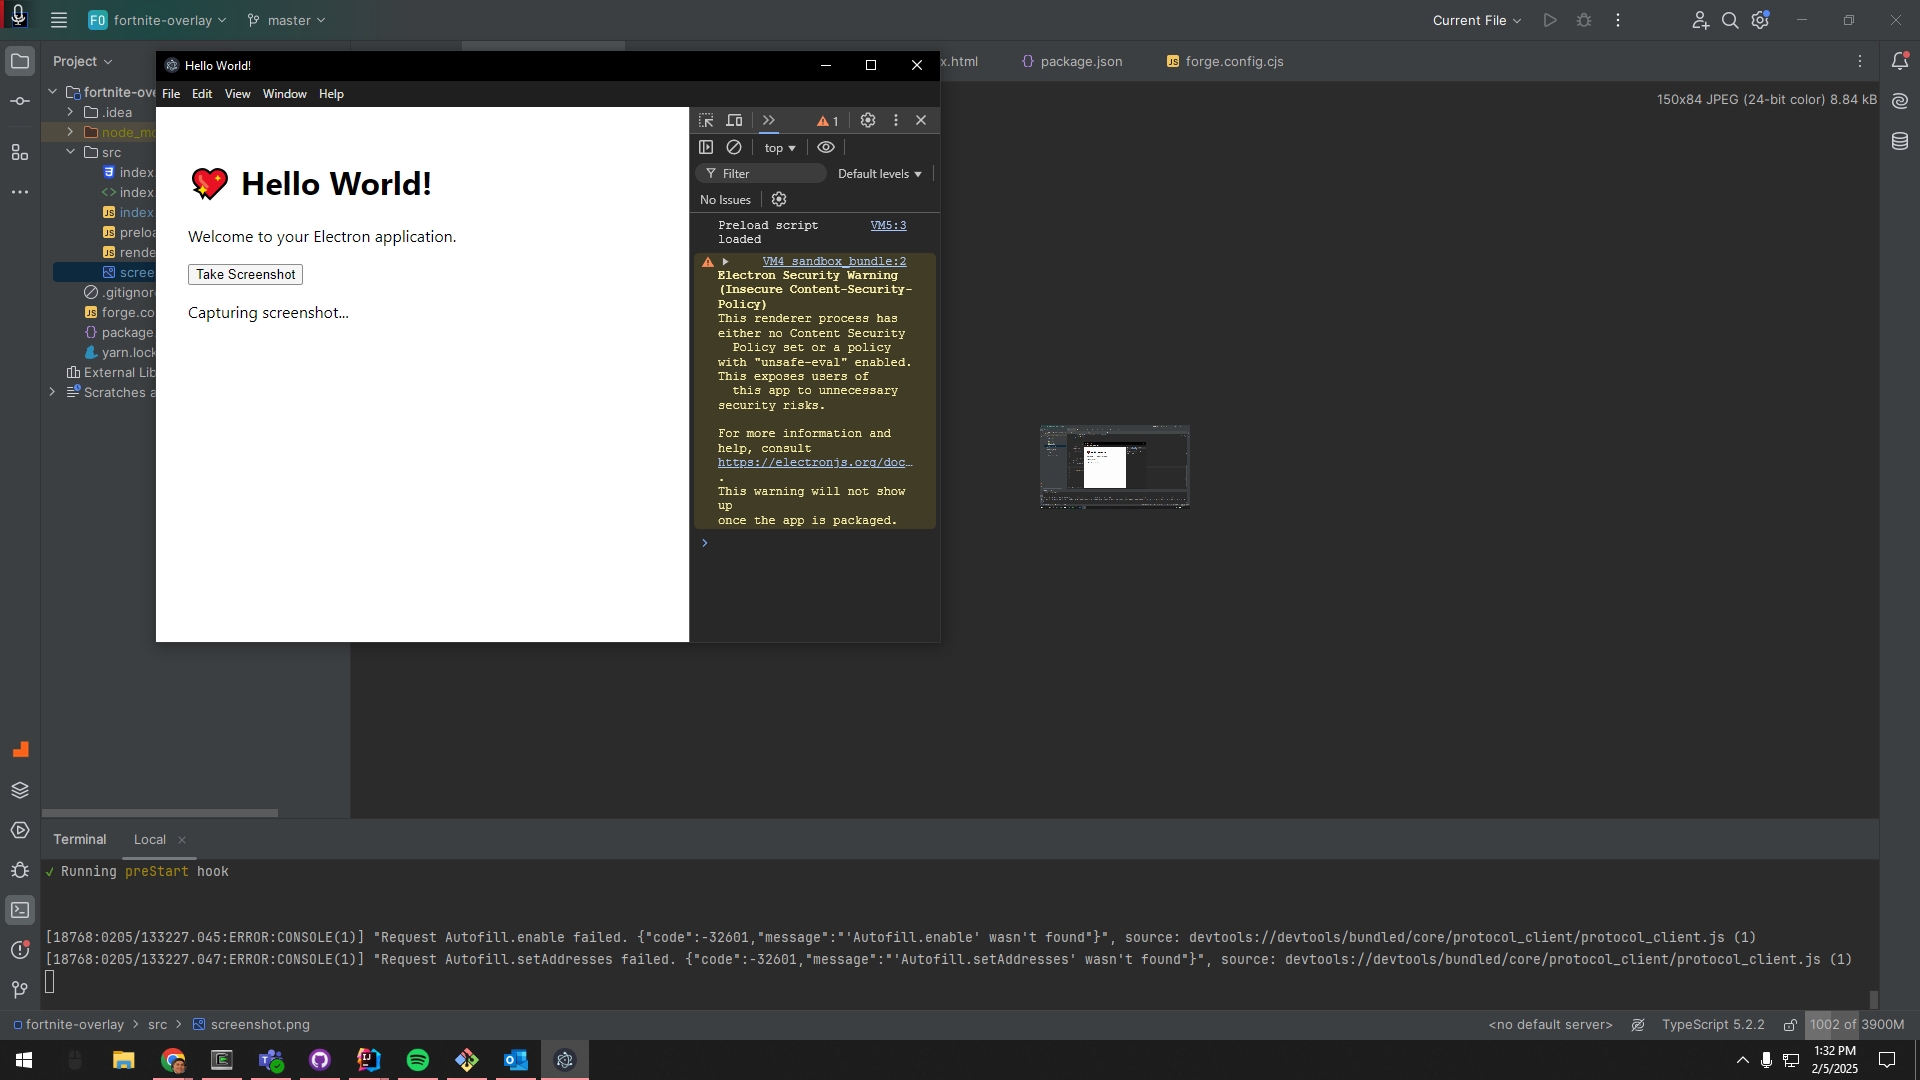 FO fortnite-overlay master Current File
Project
x.html package.json forge.config.cjs
fortnite-ov
.idea
node_mo
src
index.
index
index
preloa
rende
scree
.gitignor
forge.co
package
yarn.lock
External Lib
Scratches a
Hello World!
File Edit View Window Help
Hello World!
Welcome to your Electron application.
Take Screenshot
Capturing screenshot...
1
top
Filter Default levels
No Issues
Preload script VM5:3
loaded
VM4 sandbox_bundle:2
Electron Security Warning
(Insecure Content-Security-
Policy)
This renderer process has
either no Content Security
Policy set or a policy
with "unsafe-eval" enabled.
This exposes users of
this app to unnecessary
security risks.
For more information and
help, consult
https://electronjs.org/doc…
.
This warning will not show
up
once the app is packaged.
150x84 JPEG (24-bit color) 8.84 kB
Terminal Local
Running preStart hook
[18768:0205/133227.045:ERROR:CONSOLE(1)] "Request Autofill.enable failed. {"code":-32601,"message":"'Autofill.enable' wasn't found"}", source: devtools://devtools/bundled/core/protocol_client/protocol_client.js (1)
[18768:0205/133227.047:ERROR:CONSOLE(1)] "Request Autofill.setAddresses failed. {"code":-32601,"message":"'Autofill.setAddresses' wasn't found"}", source: devtools://devtools/bundled/core/protocol_client/protocol_client.js (1)
fortnite-overlay > src > screenshot.png <no default server> TypeScript 5.2.2 1002 of 3900M
1:32 PM
2/5/2025